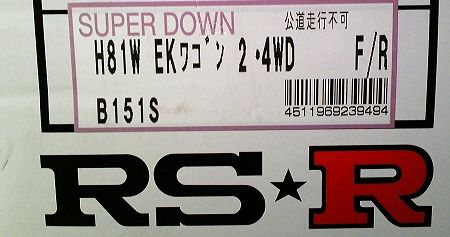 SUPER DOWN 公道走行不可
H81W EKワゴン 2・4WD F/R
B151S
4511969239494
RS★R